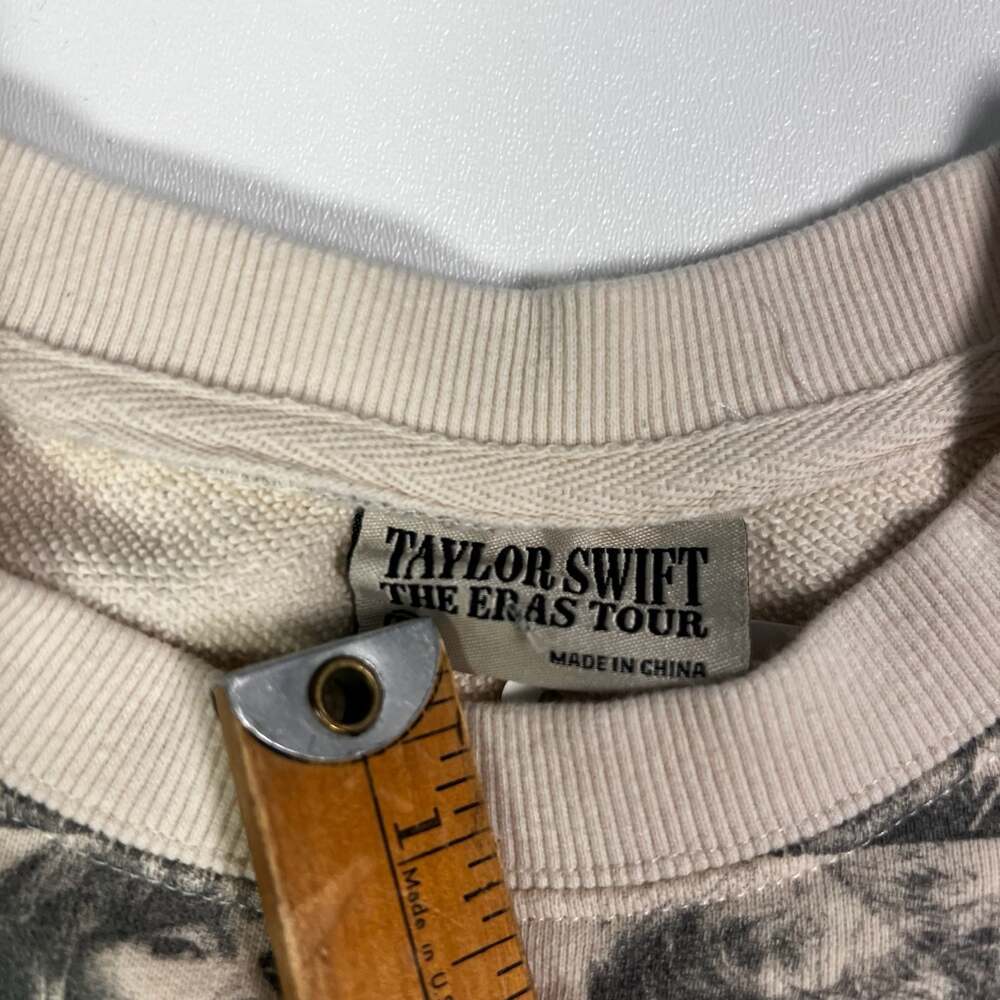 TAYLOR SWIFT
THE ERAS TOUR
MADE IN CHINA
1
Made in U.S